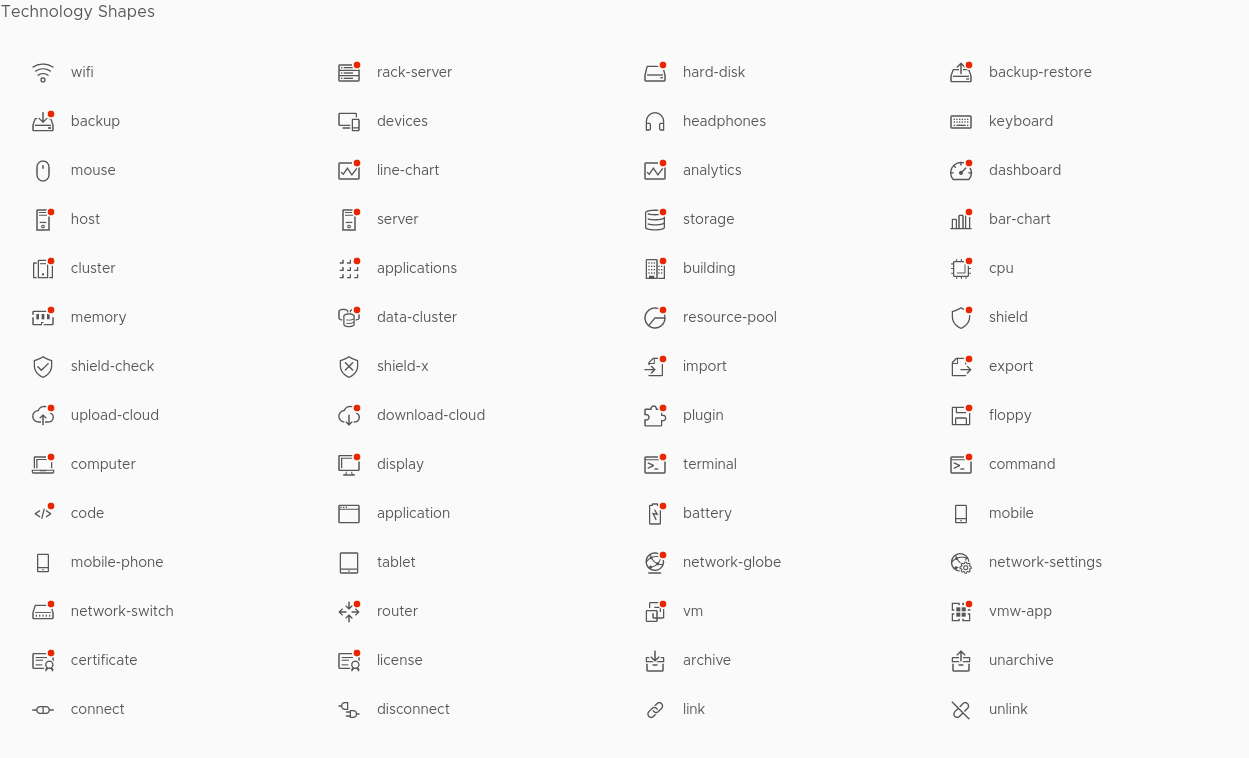 Technology Shapes
wifi rack-server hard-disk backup-restore
backup devices headphones keyboard
mouse line-chart analytics dashboard
host server storage bar-chart
cluster applications building cpu
memory data-cluster resource-pool shield
shield-check shield-x import export
upload-cloud download-cloud plugin floppy
computer display terminal command
code application battery mobile
mobile-phone tablet network-globe network-settings
network-switch router vm vmw-app
certificate license archive unarchive
connect disconnect link unlink